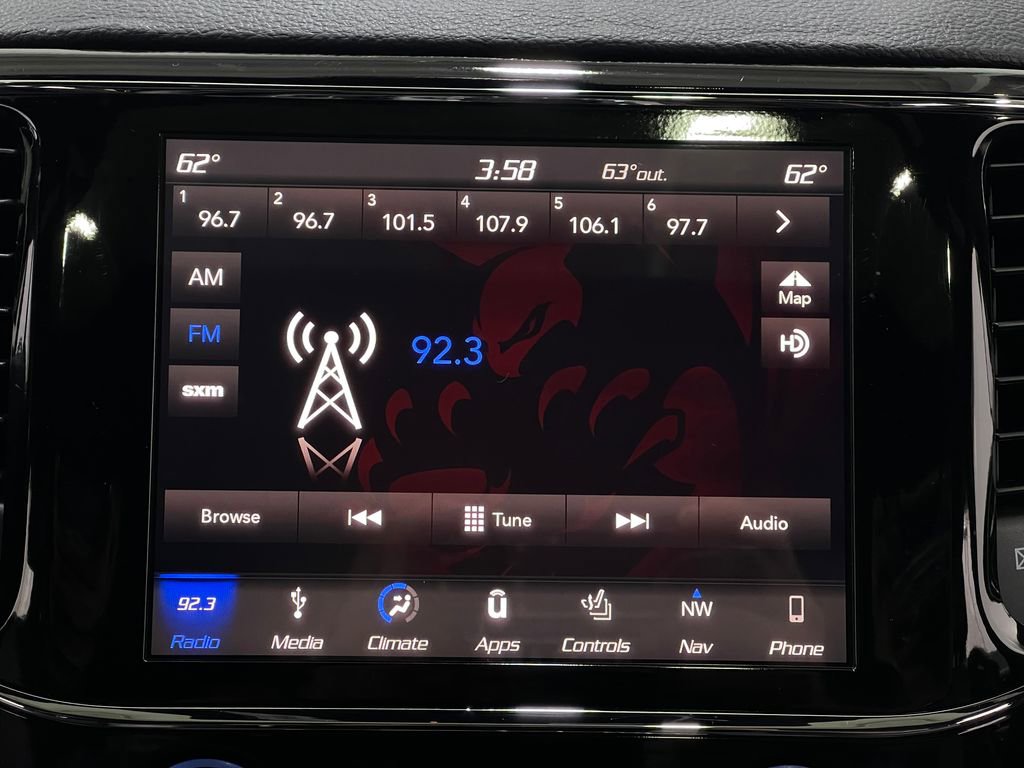 62° 3:58 63°out. 62°
1 96.7 2 96.7 3 101.5 4 107.9 5 106.1 6 97.7
AM
Map
FM
92.3
HD
sxm
Browse Tune Audio
92.3 NW
Radio Media Climate Apps Controls Nav Phone